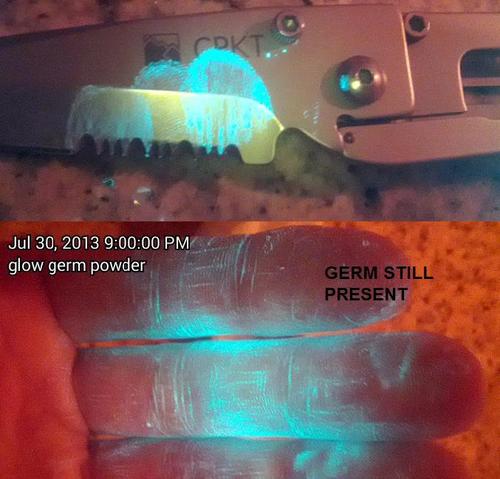 CRKT
Jul 30, 2013 9:00:00 PM
glow germ powder
GERM STILL
PRESENT